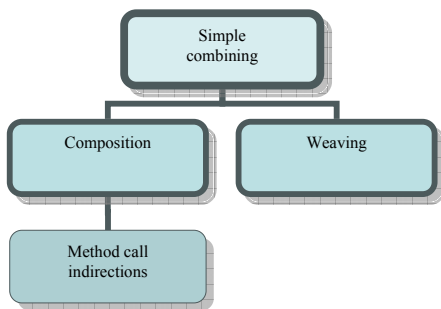 Simple
combining
Composition
Weaving
Method call
indirections